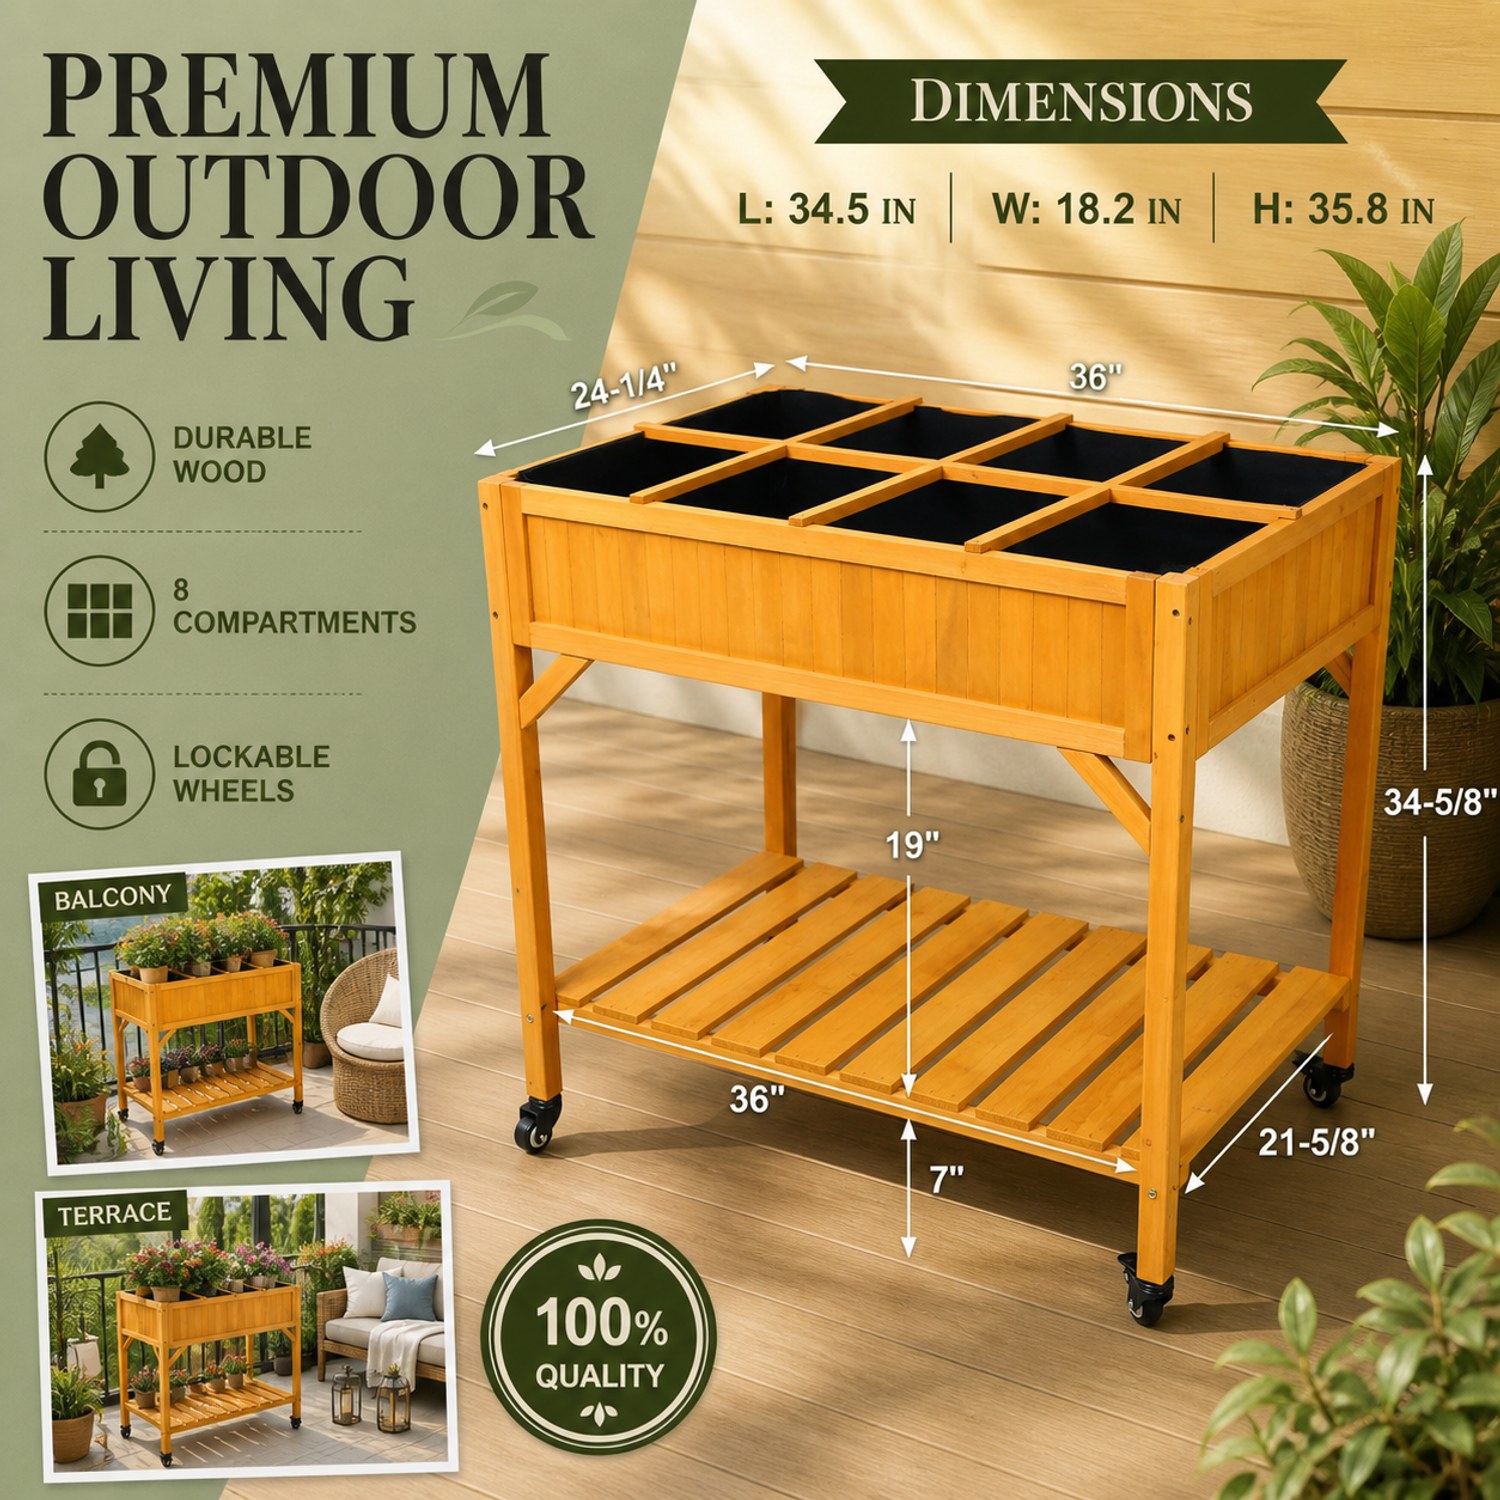 PREMIUM
OUTDOOR
LIVING
DIMENSIONS
L: 34.5 IN
W: 18.2 IN
H: 35.8 IN
24-1/4"
36"
DURABLE
WOOD
8
COMPARTMENTS
LOCKABLE
WHEELS
34-5/8"
19"
36"
21-5/8"
7"
BALCONY
TERRACE
100%
QUALITY